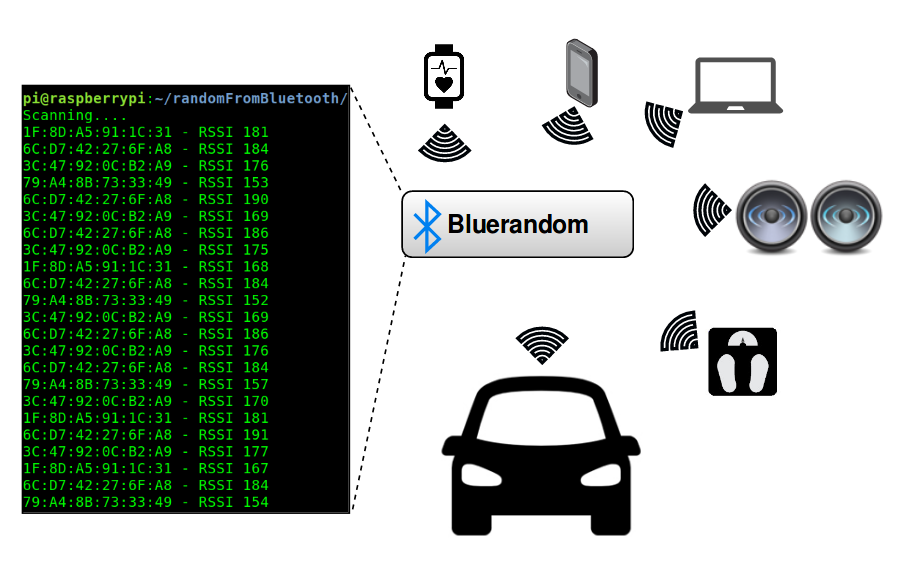 pi@raspberrypi:~/randomFromBluetooth/
Scanning....
1F:8D:A5:91:1C:31 - RSSI 181
6C:D7:42:27:6F:A8 - RSSI 184
3C:47:92:0C:B2:A9 - RSSI 176
79:A4:8B:73:33:49 - RSSI 153
6C:D7:42:27:6F:A8 - RSSI 190
3C:47:92:0C:B2:A9 - RSSI 169
6C:D7:42:27:6F:A8 - RSSI 186
3C:47:92:0C:B2:A9 - RSSI 175
1F:8D:A5:91:1C:31 - RSSI 168
6C:D7:42:27:6F:A8 - RSSI 184
79:A4:8B:73:33:49 - RSSI 152
3C:47:92:0C:B2:A9 - RSSI 169
6C:D7:42:27:6F:A8 - RSSI 186
3C:47:92:0C:B2:A9 - RSSI 176
6C:D7:42:27:6F:A8 - RSSI 184
79:A4:8B:73:33:49 - RSSI 157
3C:47:92:0C:B2:A9 - RSSI 170
1F:8D:A5:91:1C:31 - RSSI 181
6C:D7:42:27:6F:A8 - RSSI 191
3C:47:92:0C:B2:A9 - RSSI 177
1F:8D:A5:91:1C:31 - RSSI 167
6C:D7:42:27:6F:A8 - RSSI 184
79:A4:8B:73:33:49 - RSSI 154
Bluerandom